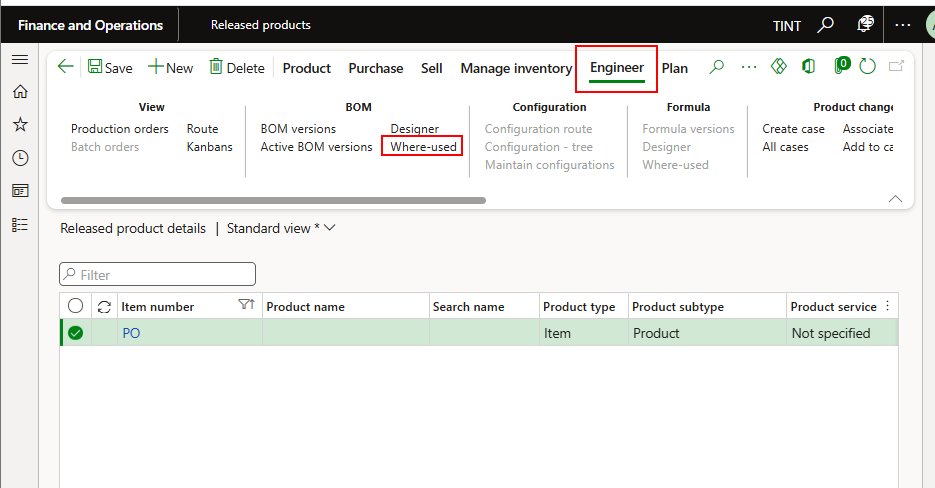 Finance and Operations
Released products
TINT
25
Save
New
Delete
Product
Purchase
Sell
Manage inventory
Engineer
Plan
0
View
Production orders
Route
Batch orders
Kanbans
BOM
BOM versions
Designer
Active BOM versions
Where-used
Configuration
Configuration route
Configuration - tree
Maintain configurations
Formula
Formula versions
Designer
Where-used
Product change
Create case
Associate
All cases
Add to ca
Released product details | Standard view *
Filter
Item number
Product name
Search name
Product type
Product subtype
Product service
PO
Item
Product
Not specified